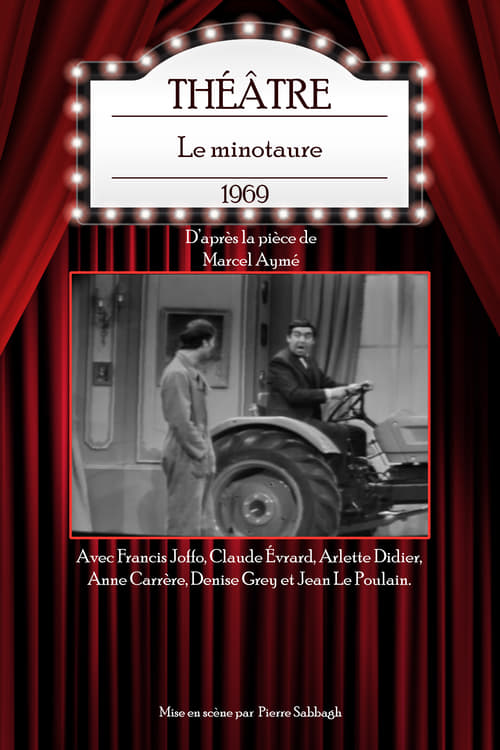 THÉÂTRE
Le minotaure
1969
D'après la pièce de
Marcel Aymé
Avec Francis Joffo, Claude Évrard, Arlette Didier,
Anne Carrère, Denise Grey et Jean Le Poulain.
Mise en scène par Pierre Sabbagh